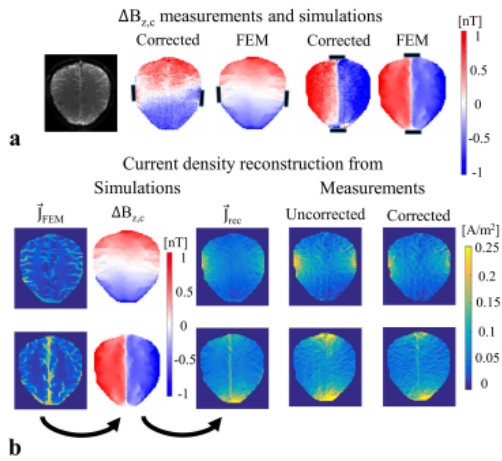 ΔB_z,c measurements and simulations
[nT]
Corrected FEM Corrected FEM
1
0.5
0
-0.5
-1
a
Current density reconstruction from
Simulations Measurements
J⃗_FEM ΔB_z,c [nT] J⃗_rec Uncorrected Corrected [A/m²]
1
0.5
0
-0.5
-1
0.25
0.2
0.15
0.1
0.05
0
b